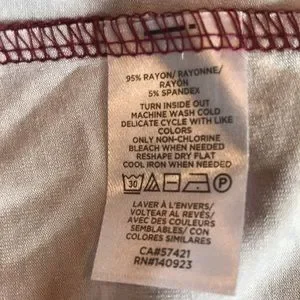 95% RAYON/ RAYONNE/
RAYON
5% SPANDEX
TURN INSIDE OUT
MACHINE WASH COLD
DELICATE CYCLE WITH LIKE
COLORS
ONLY NON-CHLORINE
BLEACH WHEN NEEDED
RESHAPE DRY FLAT
COOL IRON WHEN NEEDED
30 P
LAVER À L'ENVERS/
VOLTEAR AL REVÉS/
AVEC DES COULEURS
SEMBLABLES/ CON
COLORES SIMILARES
CA#57421
RN#140923